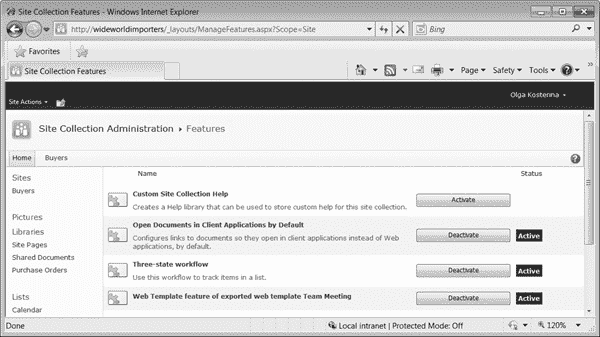 Site Collection Features - Windows Internet Explorer
http://wideworldimporters/_layouts/ManageFeatures.aspx?Scope=Site
Bing
Favorites
Site Collection Features
Page
Safety
Tools
Site Actions
Olga Kostenna
Site Collection Administration ▸ Features
Home
Buyers
Name
Status
Sites
Buyers
Pictures
Libraries
Site Pages
Shared Documents
Purchase Orders
Lists
Calendar
Custom Site Collection Help
Creates a Help library that can be used to store custom help for this site collection.
Activate
Open Documents in Client Applications by Default
Configures links to documents so they open in client applications instead of Web
applications, by default.
Deactivate
Active
Three-state workflow
Use this workflow to track items in a list.
Deactivate
Active
Web Template feature of exported web template Team Meeting
Deactivate
Active
Done
Local intranet | Protected Mode: Off
120%